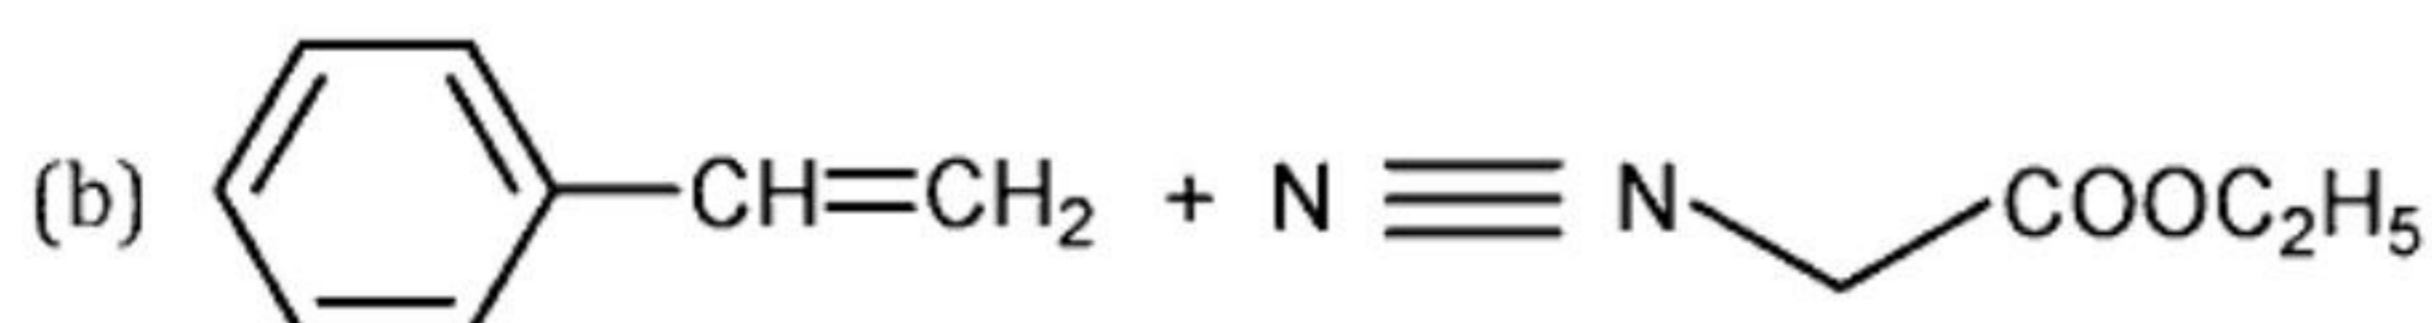 (b) CH=CH₂ + N≡N COOC₂H₅